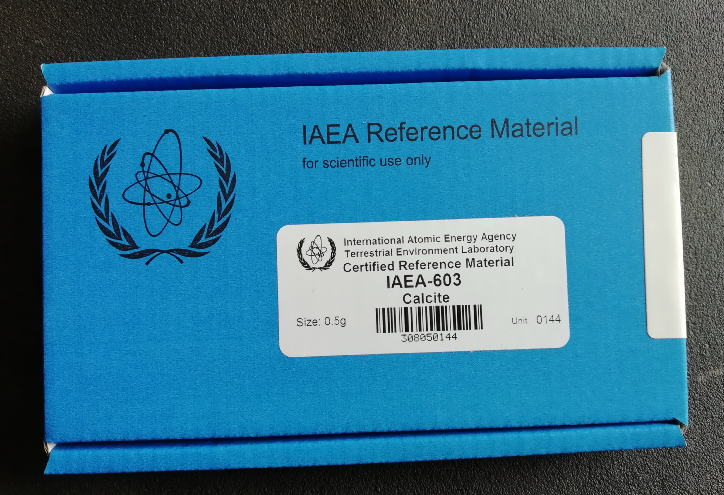 IAEA Reference Material
for scientific use only
International Atomic Energy Agency
Terrestrial Environment Laboratory
Certified Reference Material
IAEA-603
Calcite
Size: 0.5g
Unit 0144
308050144